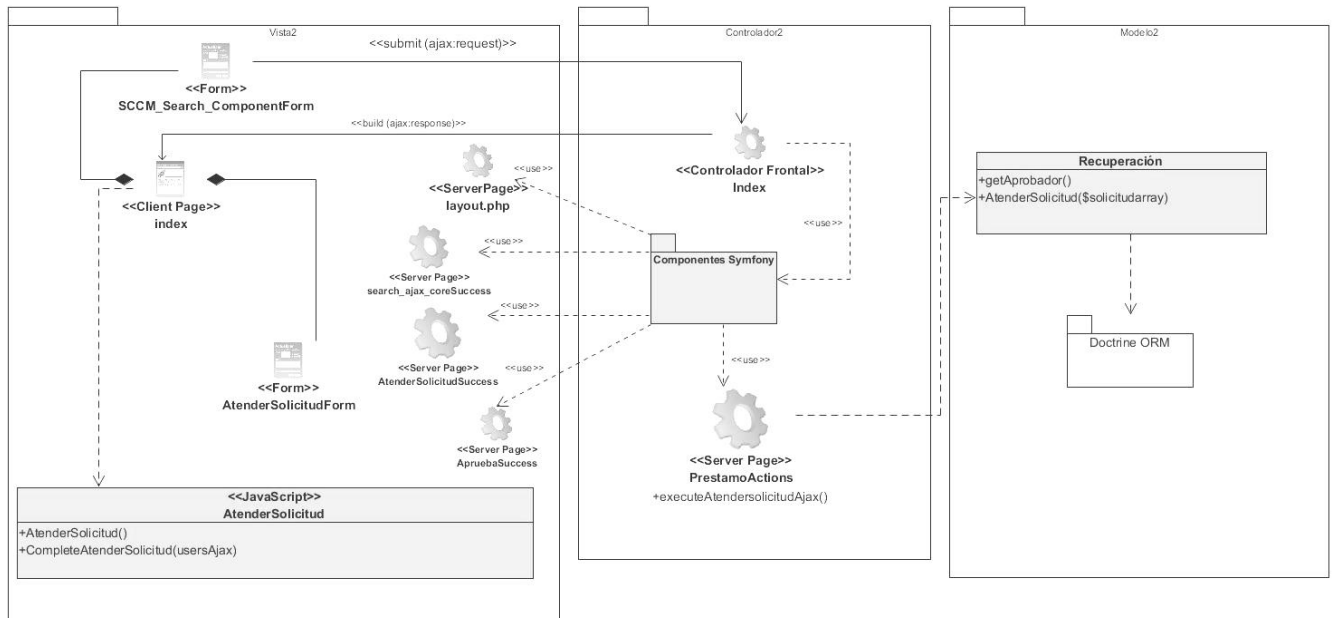 Vista2
<<submit (ajax:request)>>
<<Form>>
SCCM_Search_ComponentForm
<<build (ajax:response)>>
<<Client Page>>
index
<<use>>
<<ServerPage>>
layout.php
<<use>>
<<Server Page>>
search_ajax_coreSuccess
<<use>>
<<Server Page>>
AtenderSolicitudSuccess
<<use>>
<<Server Page>>
ApruebaSuccess
<<Form>>
AtenderSolicitudForm
<<JavaScript>>
AtenderSolicitud
+AtenderSolicitud()
+CompleteAtenderSolicitud(usersAjax)
Controlador2
<<Controlador Frontal>>
Index
<<use>>
Componentes Symfony
<<use>>
<<Server Page>>
PrestamoActions
+executeAtendersolicitudAjax()
Modelo2
Recuperación
+getAprobador()
+AtenderSolicitud($solicitudarray)
Doctrine ORM